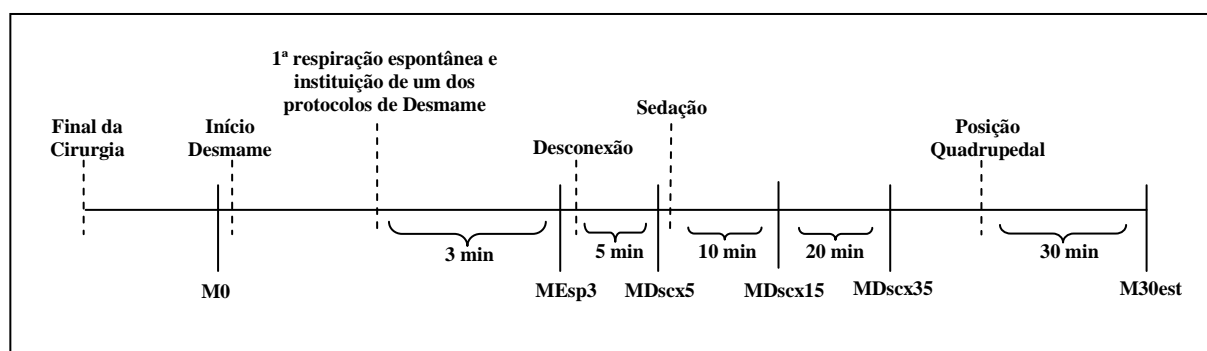 1ª respiração espontânea e
instituição de um dos
protocolos de Desmame
Sedação
Final da
Cirurgia
Início
Desmame
Desconexão
Posição
Quadrupedal
3 min
5 min
10 min
20 min
30 min
M0
MEsp3
MDscx5
MDscx15
MDscx35
M30est